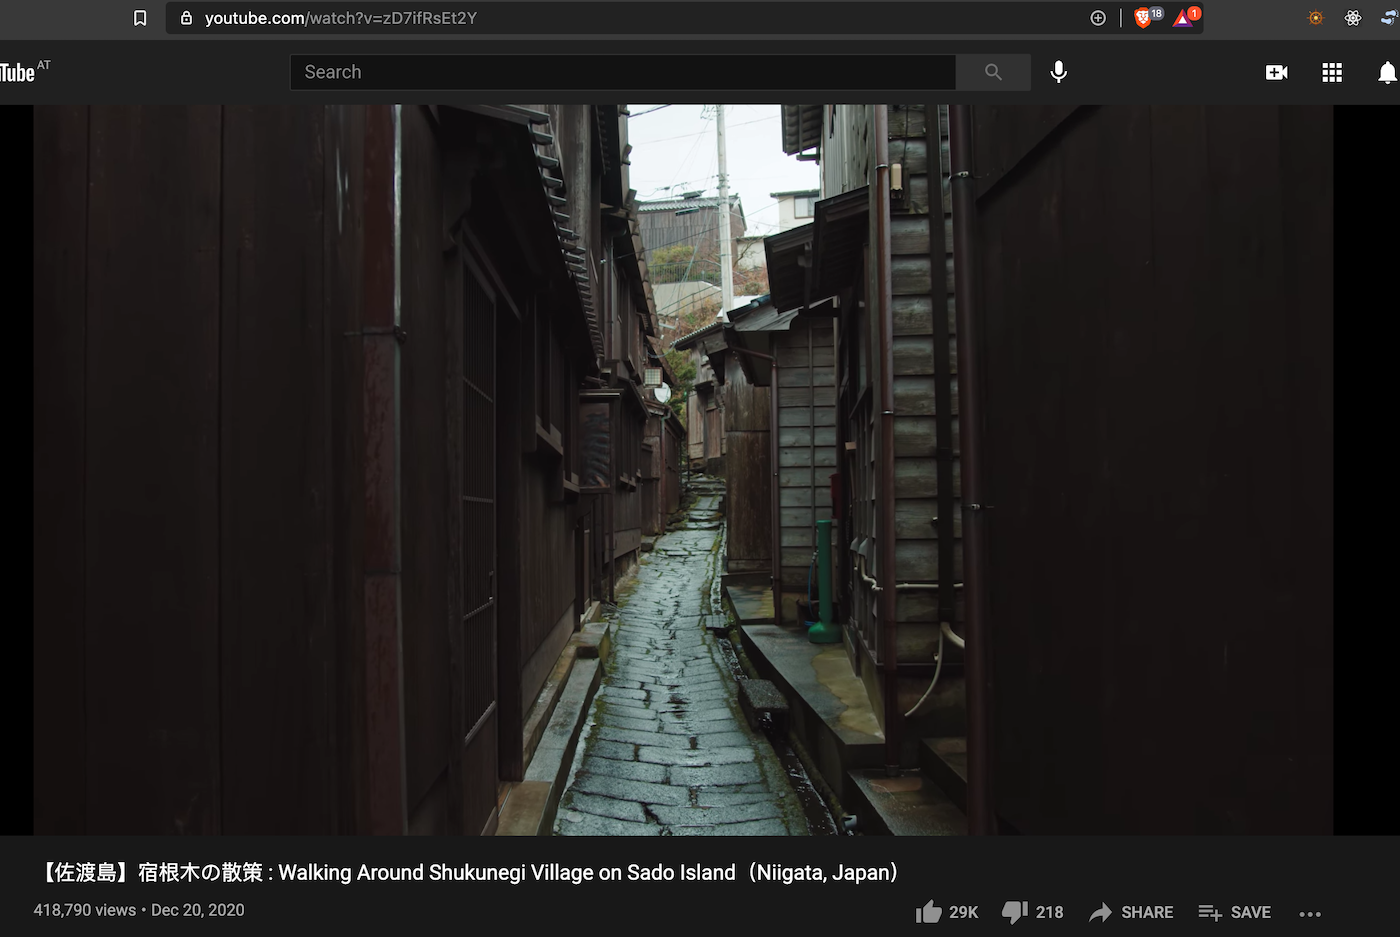 youtube.com/watch?v=zD7ifRsEt2Y
18
1
Tube AT
Search
【佐渡島】宿根木の散策 : Walking Around Shukunegi Village on Sado Island（Niigata, Japan）
418,790 views • Dec 20, 2020
29K
218
SHARE
SAVE